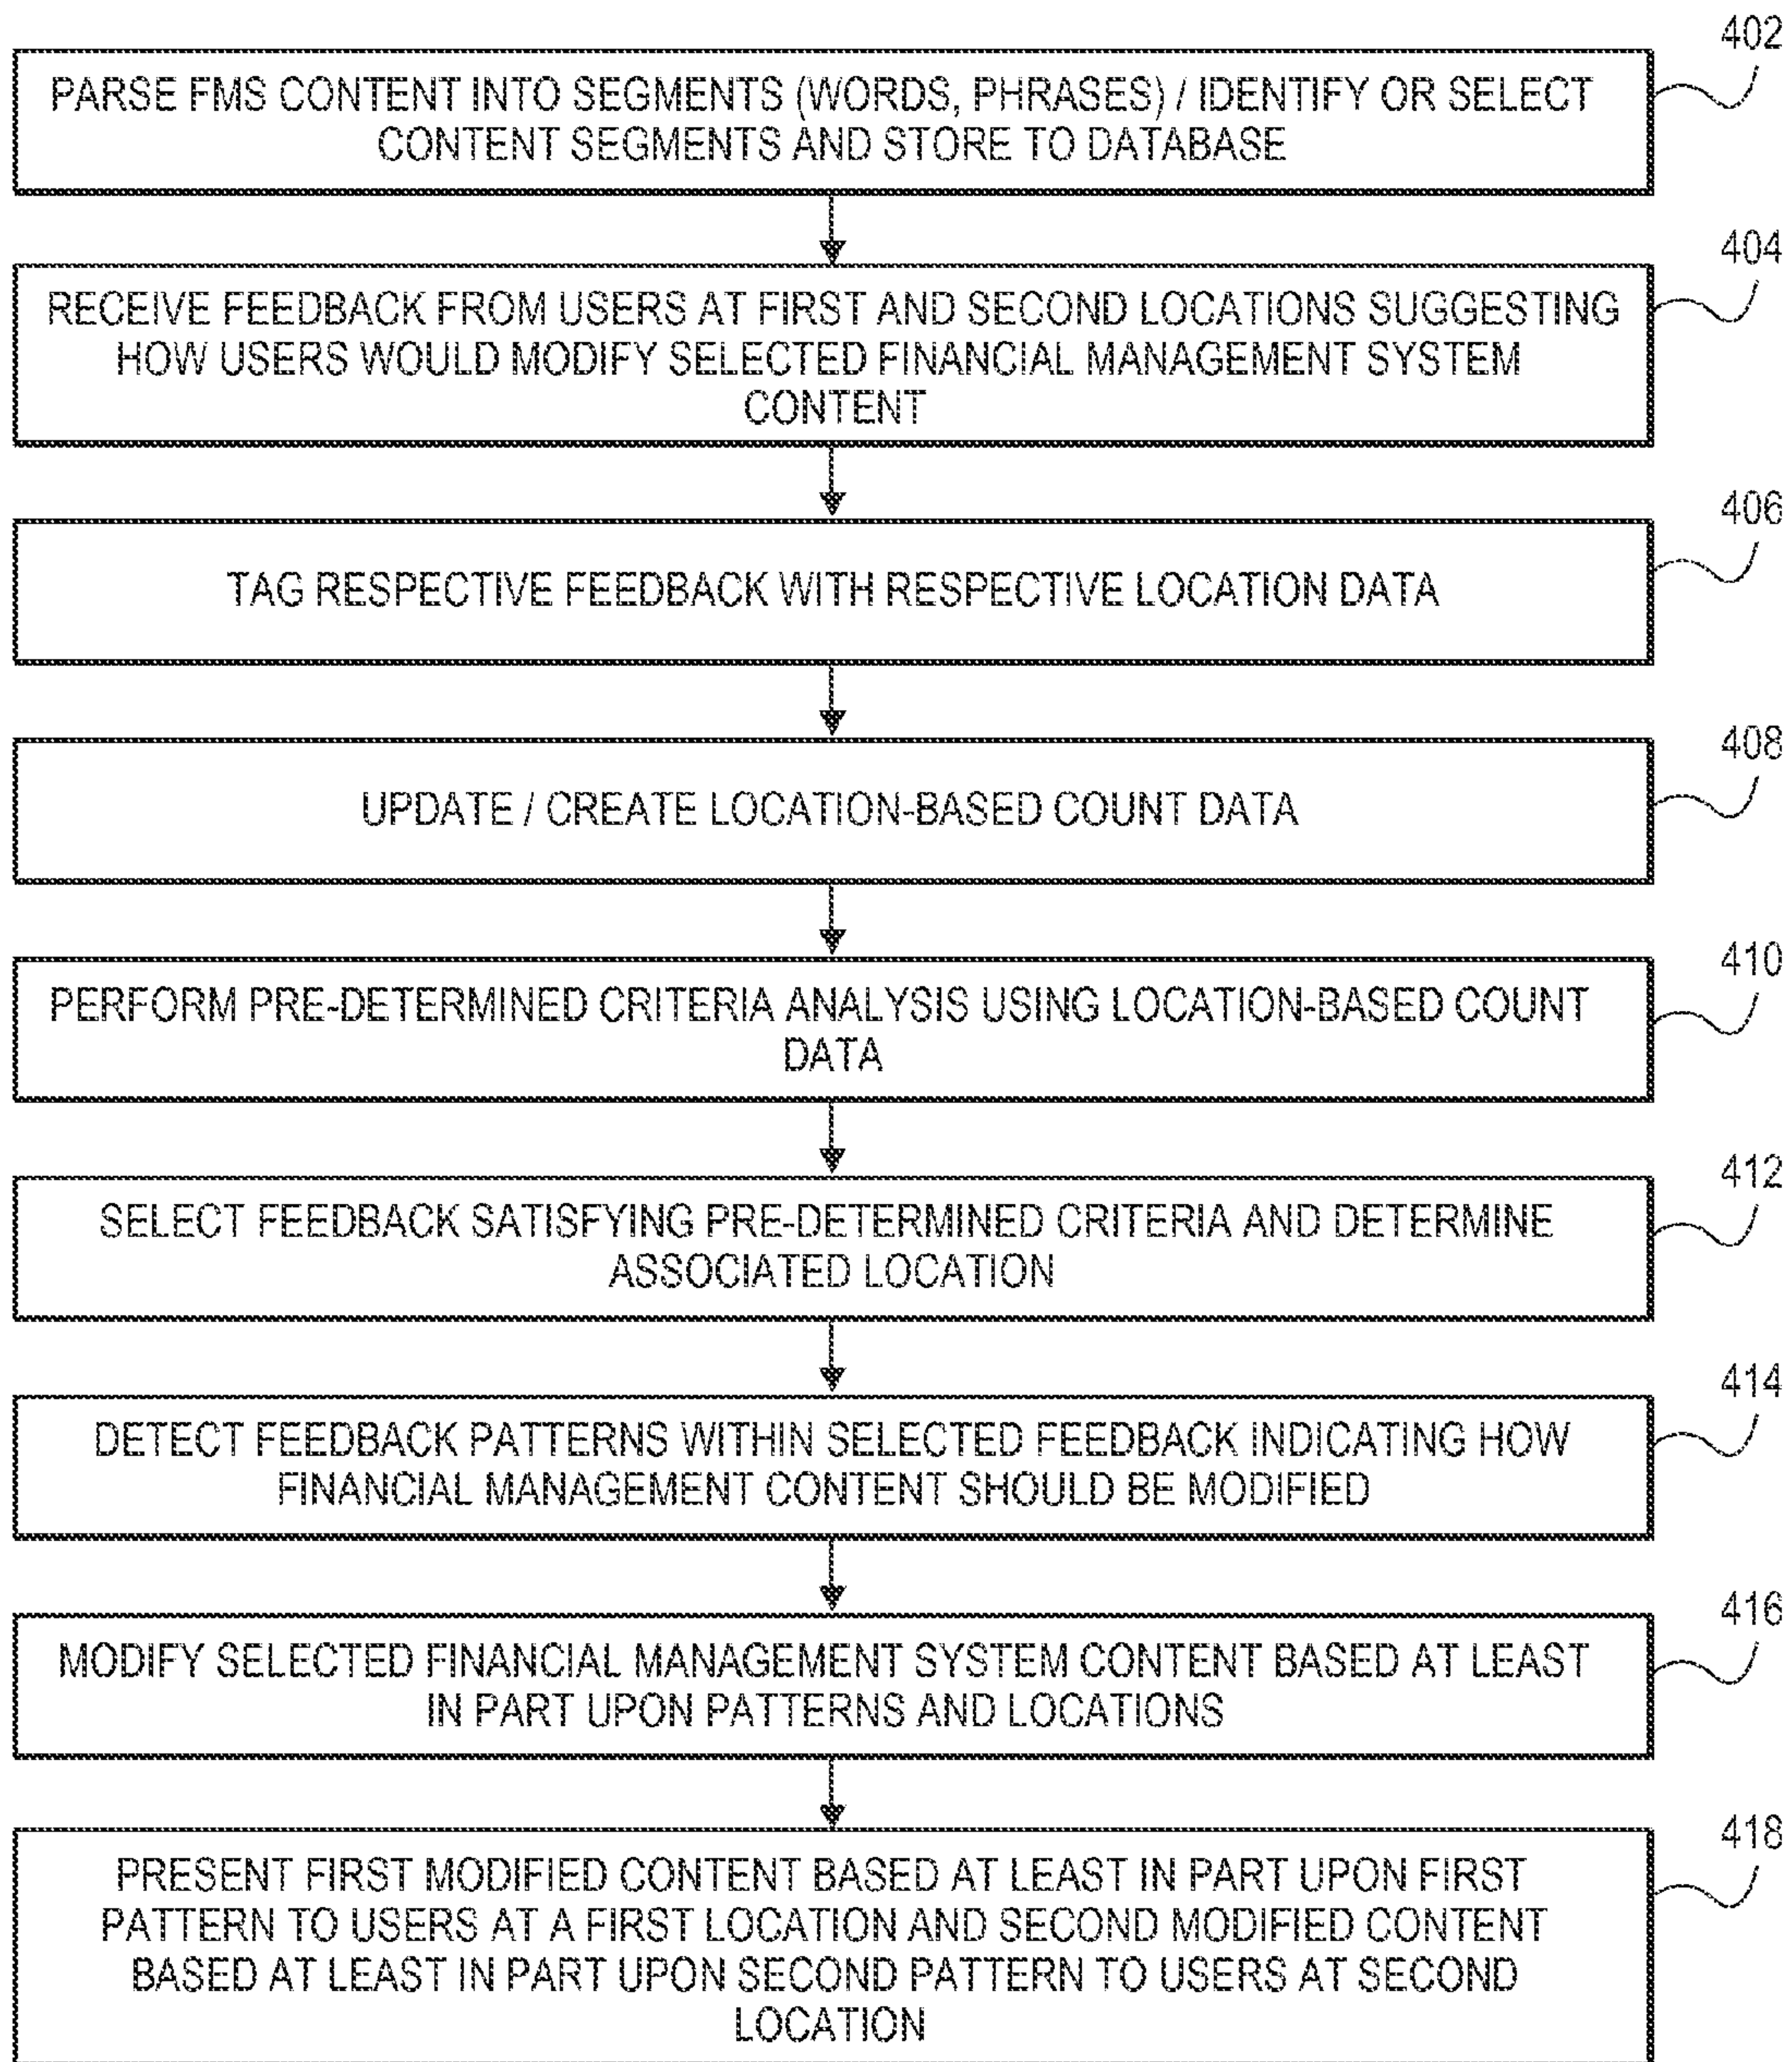 402
PARSE FMS CONTENT INTO SEGMENTS (WORDS, PHRASES) / IDENTIFY OR SELECT
CONTENT SEGMENTS AND STORE TO DATABASE
404
RECEIVE FEEDBACK FROM USERS AT FIRST AND SECOND LOCATIONS SUGGESTING
HOW USERS WOULD MODIFY SELECTED FINANCIAL MANAGEMENT SYSTEM
CONTENT
406
TAG RESPECTIVE FEEDBACK WITH RESPECTIVE LOCATION DATA
408
UPDATE / CREATE LOCATION-BASED COUNT DATA
410
PERFORM PRE-DETERMINED CRITERIA ANALYSIS USING LOCATION-BASED COUNT
DATA
412
SELECT FEEDBACK SATISFYING PRE-DETERMINED CRITERIA AND DETERMINE
ASSOCIATED LOCATION
414
DETECT FEEDBACK PATTERNS WITHIN SELECTED FEEDBACK INDICATING HOW
FINANCIAL MANAGEMENT CONTENT SHOULD BE MODIFIED
416
MODIFY SELECTED FINANCIAL MANAGEMENT SYSTEM CONTENT BASED AT LEAST
IN PART UPON PATTERNS AND LOCATIONS
418
PRESENT FIRST MODIFIED CONTENT BASED AT LEAST IN PART UPON FIRST
PATTERN TO USERS AT A FIRST LOCATION AND SECOND MODIFIED CONTENT
BASED AT LEAST IN PART UPON SECOND PATTERN TO USERS AT SECOND
LOCATION